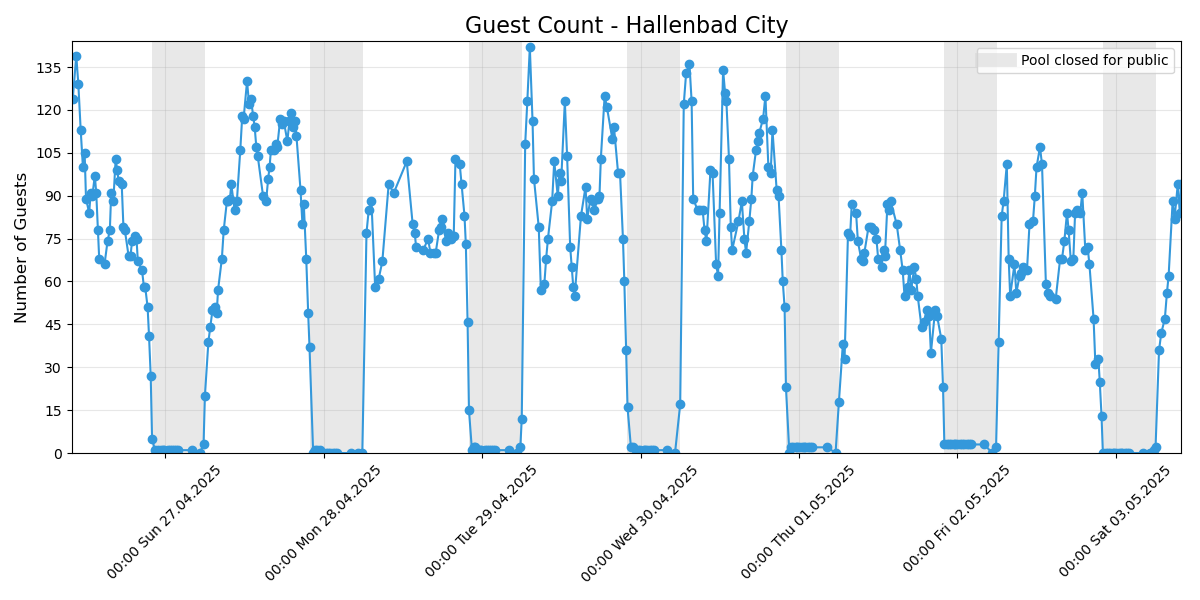 Guest Count - Hallenbad City
Pool closed for public
Number of Guests
135
120
105
90
75
60
45
30
15
0
00:00 Sun 27.04.2025
00:00 Mon 28.04.2025
00:00 Tue 29.04.2025
00:00 Wed 30.04.2025
00:00 Thu 01.05.2025
00:00 Fri 02.05.2025
00:00 Sat 03.05.2025